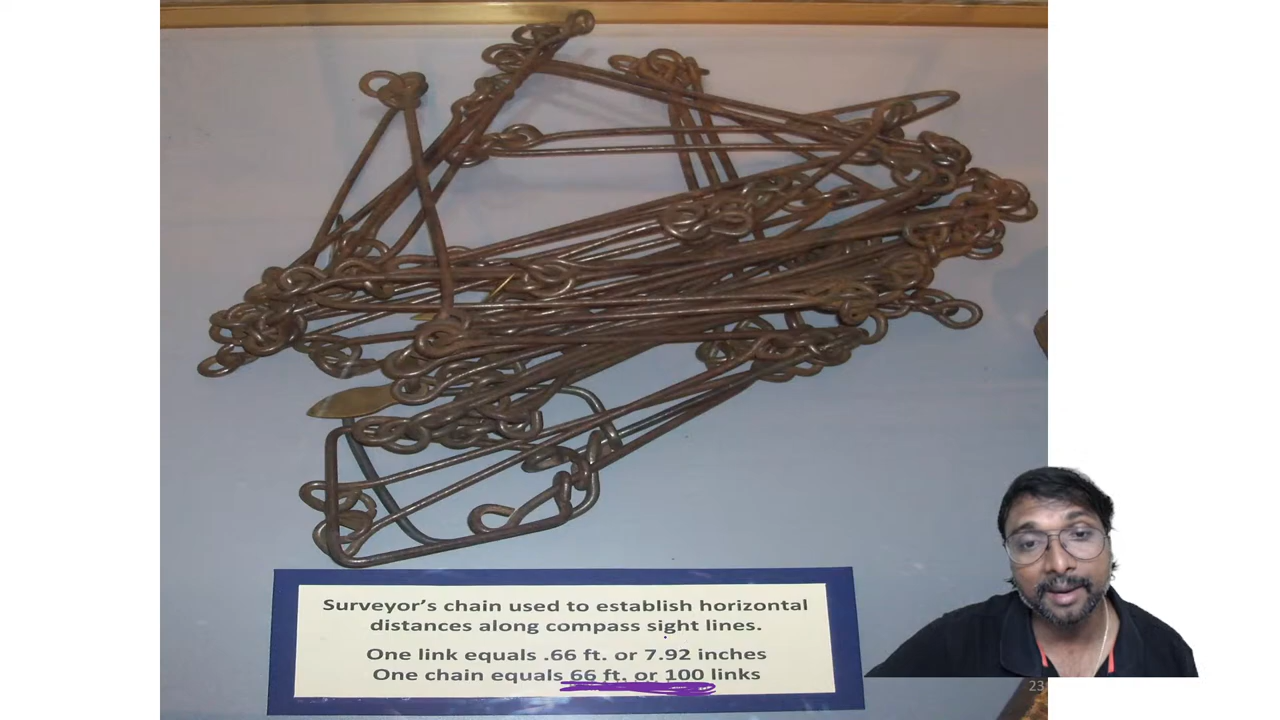 Surveyor's chain used to establish horizontal
distances along compass sight lines.
One link equals .66 ft. or 7.92 inches
One chain equals 66 ft. or 100 links
23